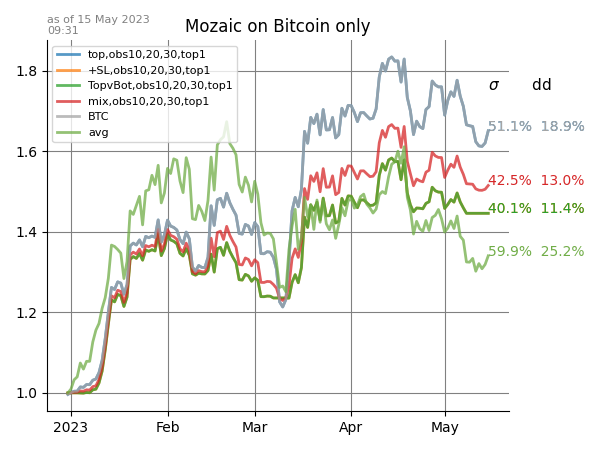 as of 15 May 2023
09:31
Mozaic on Bitcoin only
top,obs10,20,30,top1
+SL,obs10,20,30,top1
TopvBot,obs10,20,30,top1
mix,obs10,20,30,top1
BTC
avg
σ dd
51.1% 18.9%
42.5% 13.0%
40.1% 11.4%
59.9% 25.2%
1.8
1.6
1.4
1.2
1.0
2023 Feb Mar Apr May